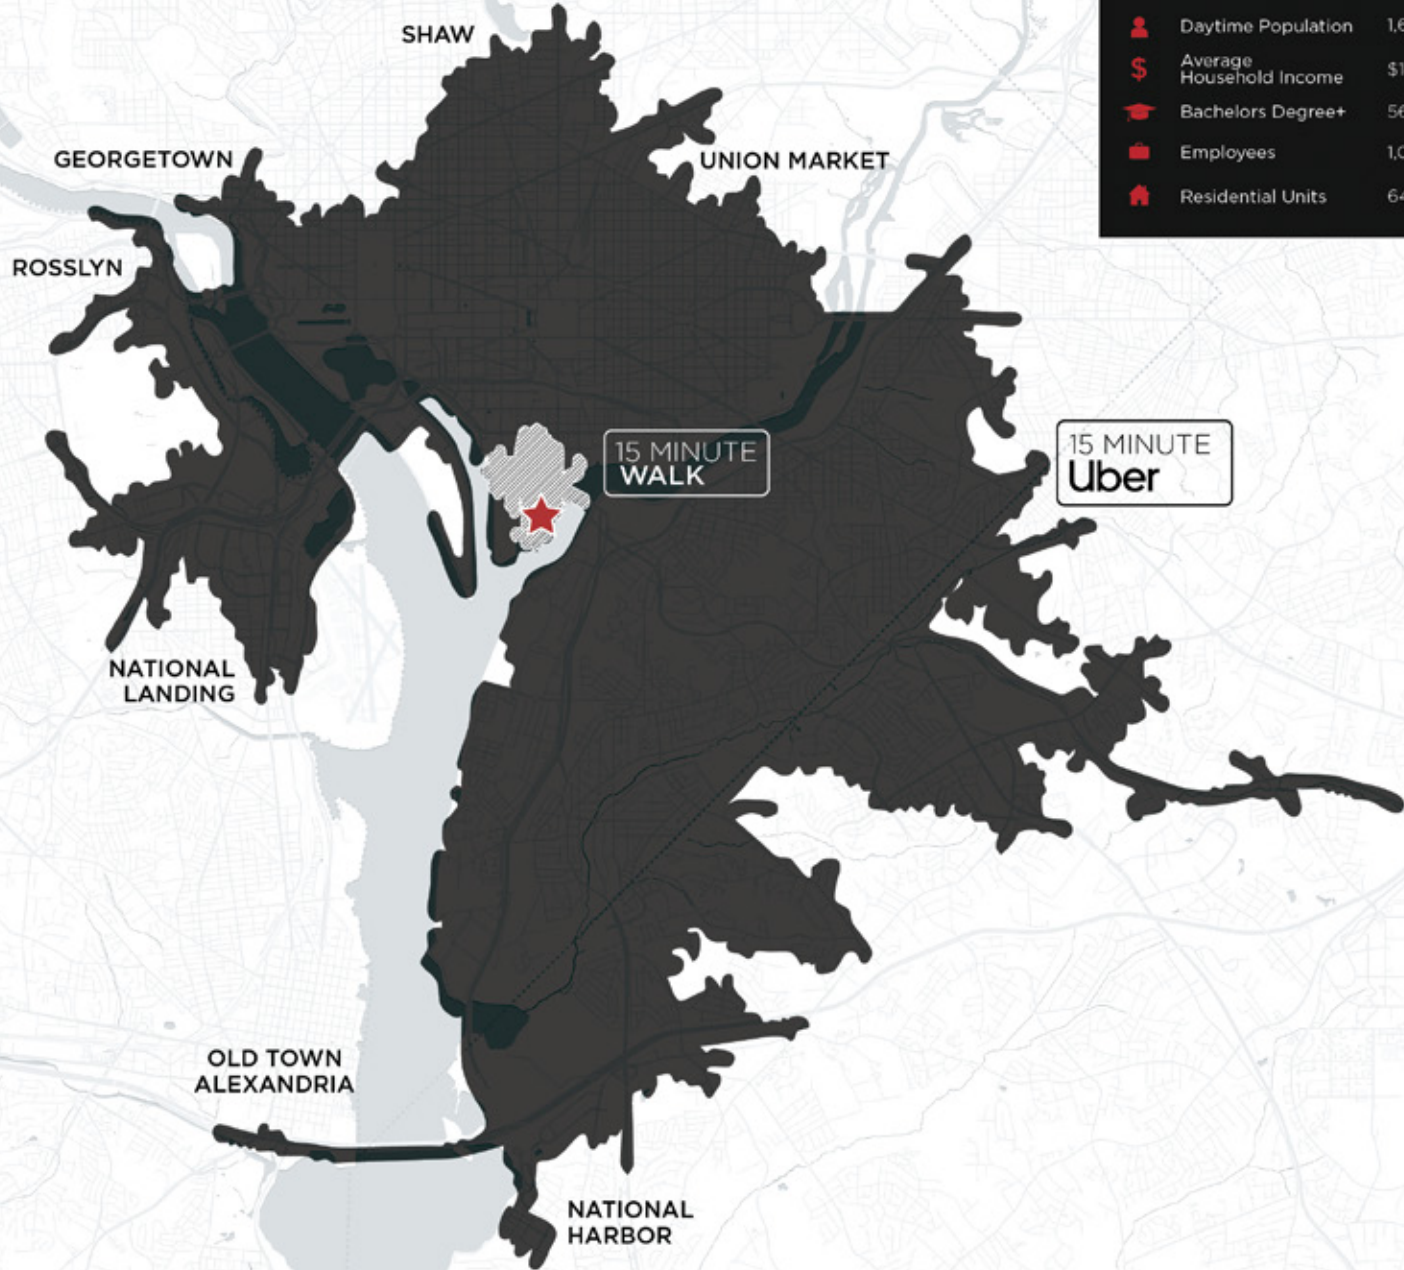 SHAW
Daytime Population
Average
Household Income
Bachelors Degree+
Employees
Residential Units
GEORGETOWN
UNION MARKET
ROSSLYN
15 MINUTE
WALK
15 MINUTE
Uber
NATIONAL
LANDING
OLD TOWN
ALEXANDRIA
NATIONAL
HARBOR